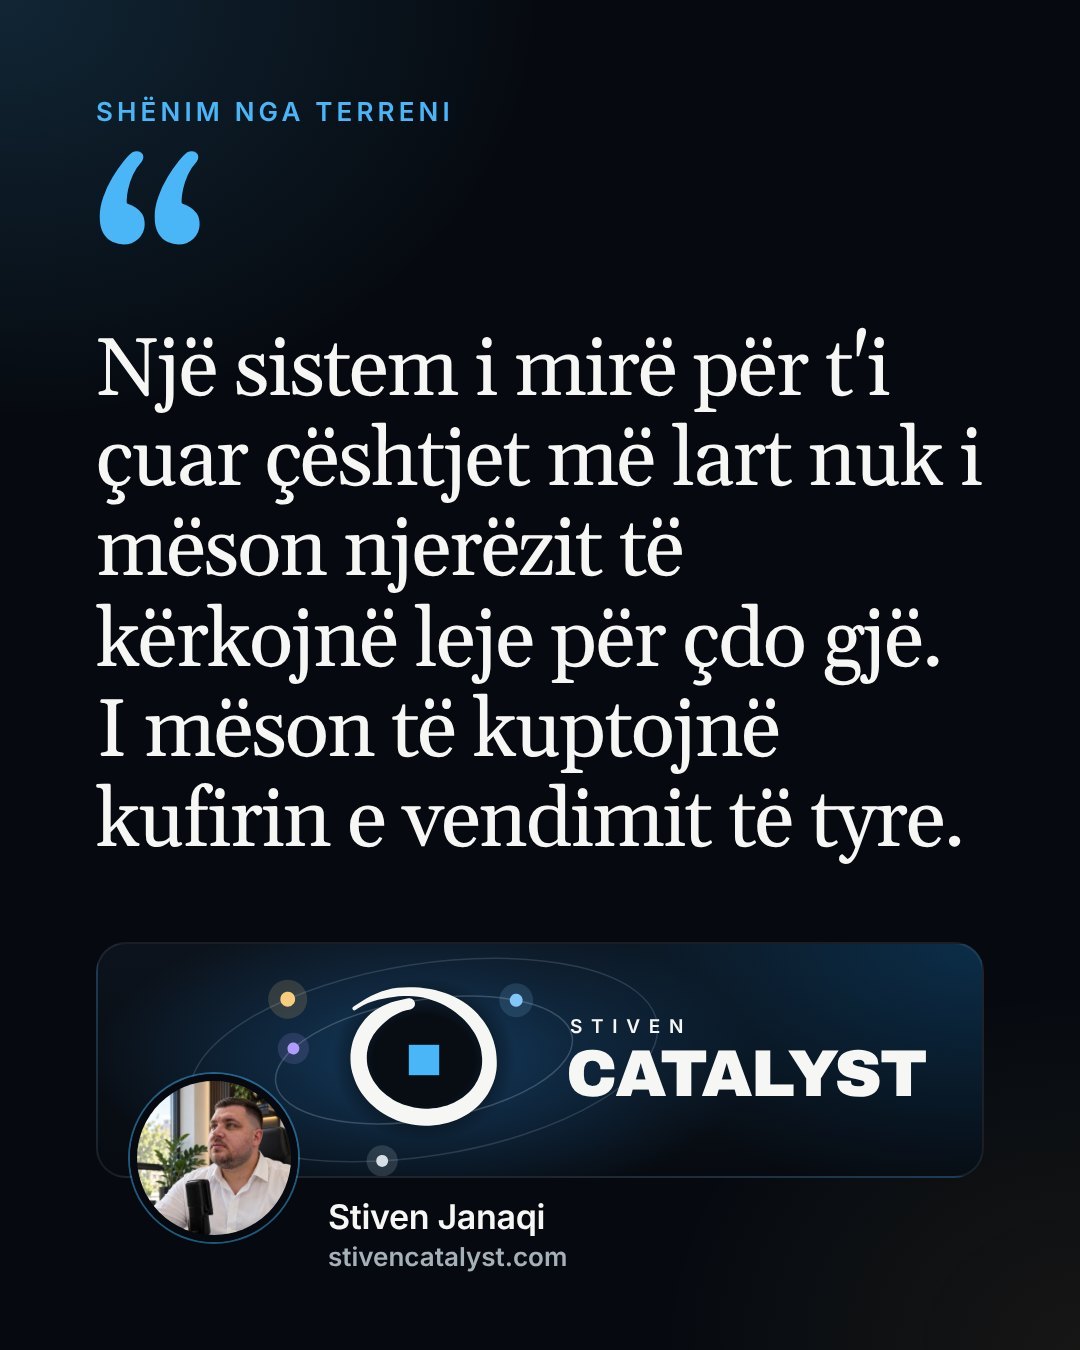 SHËNIM NGA TERRENI
“
Një sistem i mirë për t'i
çuar çështjet më lart nuk i
mëson njerëzit të
kërkojnë leje për çdo gjë.
I mëson të kuptojnë
kufirin e vendimit të tyre.
STIVEN
CATALYST
Stiven Janaqi
stivencatalyst.com